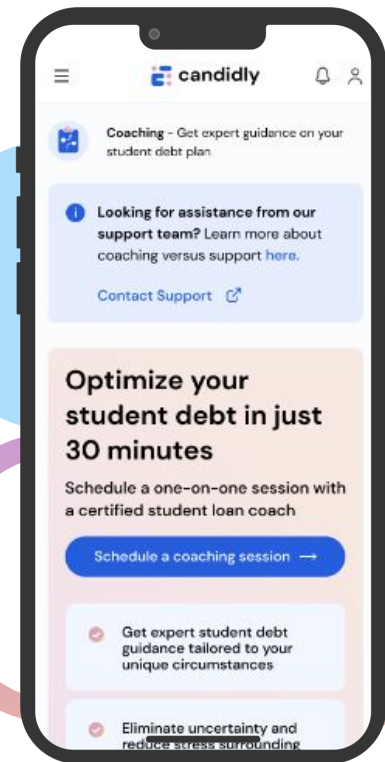 candidly
Coaching - Get expert guidance on your
student debt plan
Looking for assistance from our
support team? Learn more about
coaching versus support here.
Contact Support
Optimize your
student debt in just
30 minutes
Schedule a one-on-one session with
a certified student loan coach
Schedule a coaching session →
Get expert student debt
guidance tailored to your
unique circumstances
Eliminate uncertainty and
reduce stress surrounding